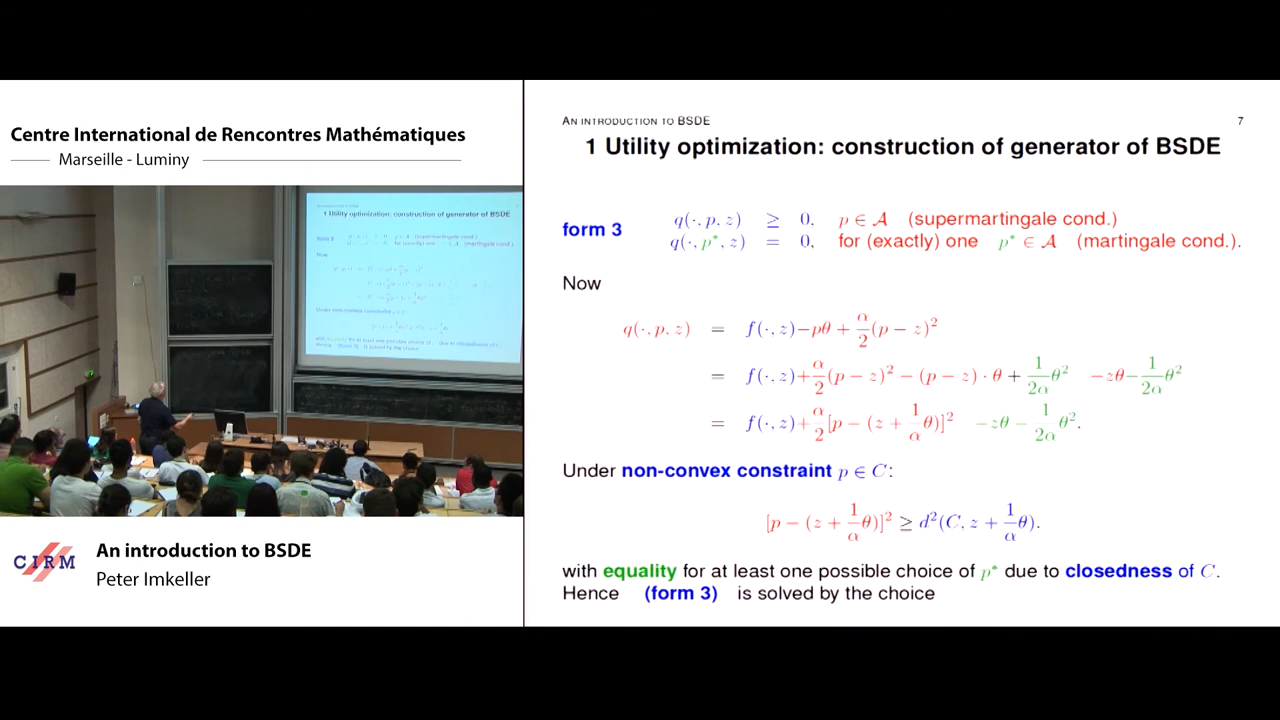 Centre International de Rencontres Mathématiques
Marseille - Luminy
CIRM
An introduction to BSDE
Peter Imkeller
AN INTRODUCTION TO BSDE 7
1 Utility optimization: construction of generator of BSDE
form 3 q(·, p, z) ≥ 0, p ∈ A (supermartingale cond.)
q(·, p*, z) = 0, for (exactly) one p* ∈ A (martingale cond.).
Now
q(·, p, z) = f(·, z) − pθ + α/2 (p − z)²
= f(·, z) + α/2 (p − z)² − (p − z) · θ + 1/2α θ² − zθ − 1/2α θ²
= f(·, z) + α/2 [p − (z + 1/α θ)]² − zθ − 1/2α θ².
Under non-convex constraint p ∈ C:
[p − (z + 1/α θ)]² ≥ d²(C, z + 1/α θ).
with equality for at least one possible choice of p* due to closedness of C.
Hence (form 3) is solved by the choice